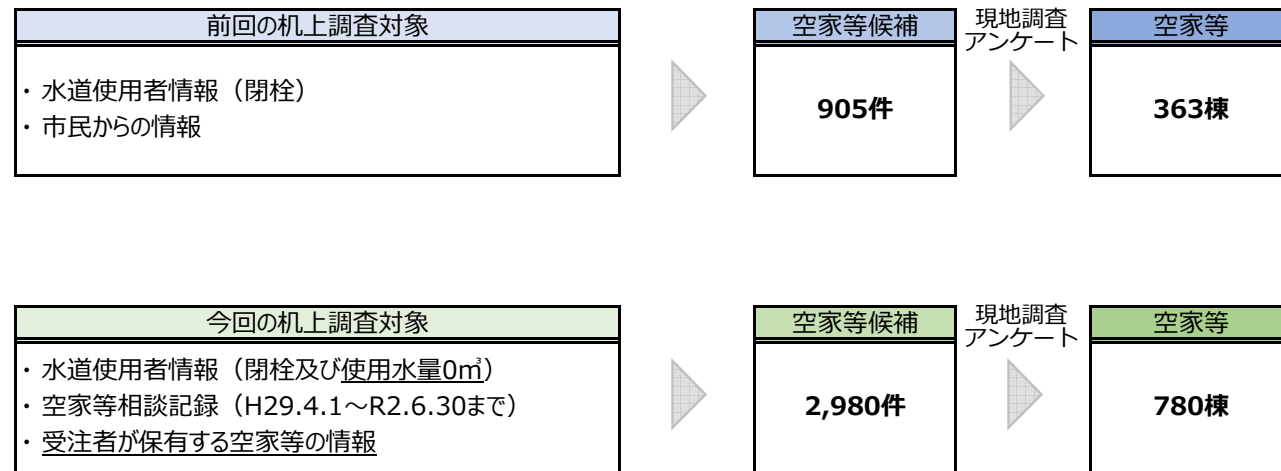 前回の机上調査対象
・ 水道使用者情報（閉栓）
・ 市民からの情報
空家等候補
905件
現地調査
アンケート
空家等
363棟
今回の机上調査対象
・ 水道使用者情報（閉栓及び使用水量0㎥）
・ 空家等相談記録（H29.4.1～R2.6.30まで）
・ 受注者が保有する空家等の情報
空家等候補
2,980件
現地調査
アンケート
空家等
780棟